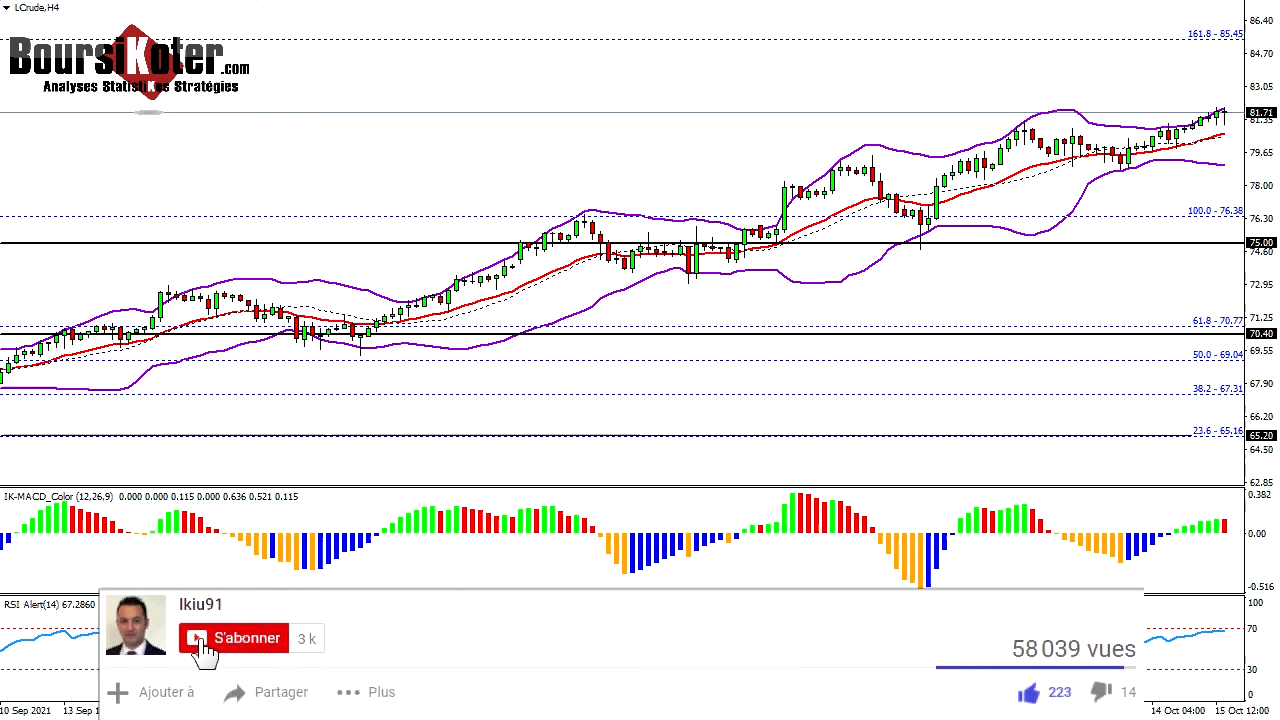 LCrude,H4
BoursiKoter.com
Analyses StatistiKes Stratégies
86.40
161.8 - 85.45
84.70
83.05
81.71
81.35
79.65
78.00
100.0 - 76.38
76.30
75.00
74.60
72.95
71.25
61.8 - 70.77
70.40
50.0 - 69.04
69.55
38.2 - 67.31
67.90
66.20
23.6 - 65.16
65.20
64.50
62.85
IK-MACD_Color (12,26,9) 0.000 0.000 0.115 0.000 0.636 0.521 0.115
0.382
0.00
-0.516
RSI Alert(14) 67.2860
100
70
30
0
Ikiu91
S'abonner 3 k
58 039 vues
Ajouter à Partager Plus
223 14
10 Sep 2021 13 Sep 14 Oct 04:00 15 Oct 12:00